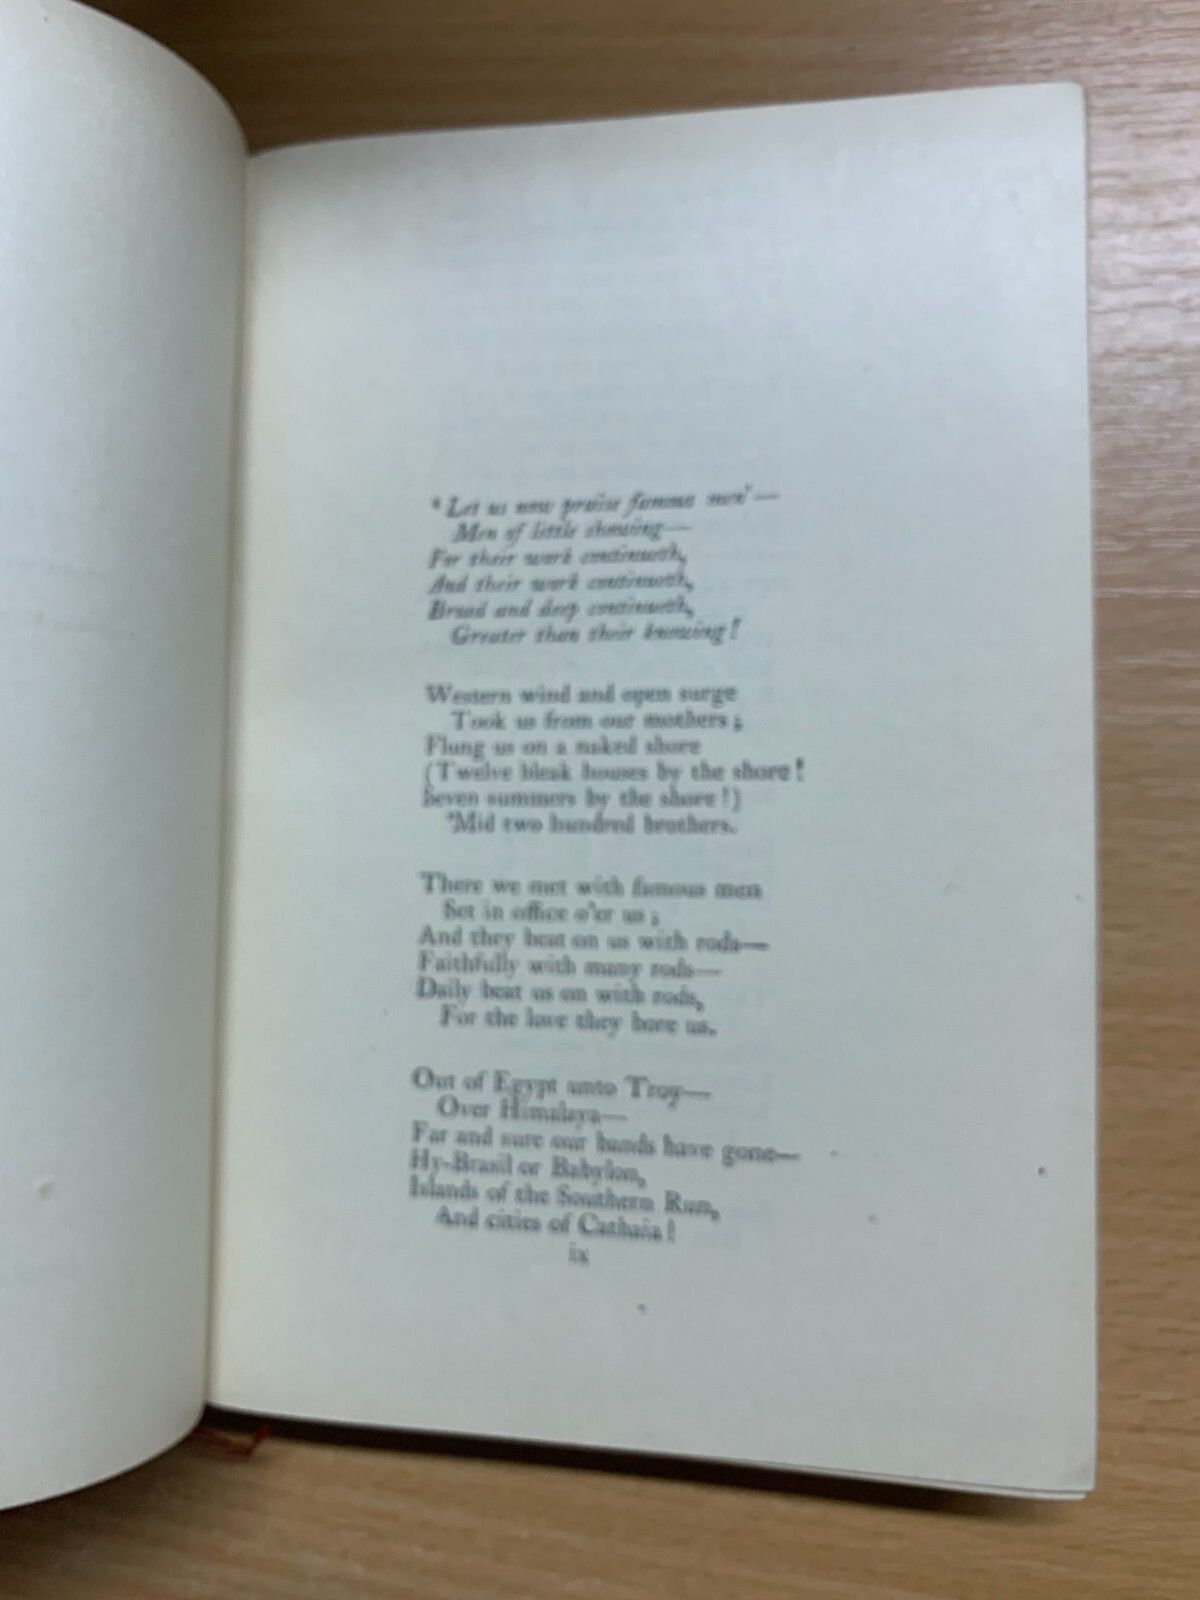 'Let us now praise famous men'—
Men of little showing—
For their work continueth,
And their work continueth,
Broad and deep continueth,
Greater than their knowing!
Western wind and open surge
Took us from our mothers;
Flung us on a naked shore
(Twelve bleak houses by the shore!
Seven summers by the shore!)
'Mid two hundred brothers.
There we met with famous men
Set in office o'er us;
And they beat on us with rods—
Faithfully with many rods—
Daily beat us on with rods,
For the love they bore us.
Out of Egypt unto Troy—
Over Himalaya—
Far and sure our bands have gone—
Hy-Brasil or Babylon,
Islands of the Southern Run,
And cities of Cathaia!
ix